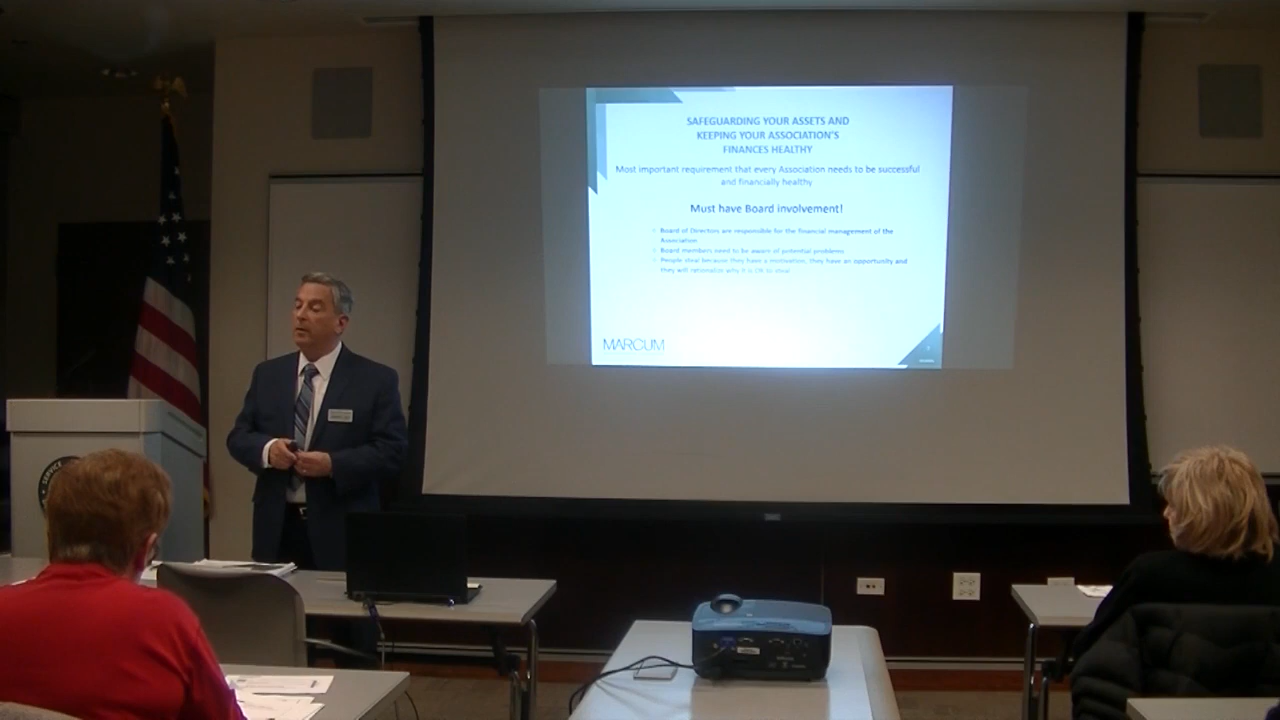 SAFEGUARDING YOUR ASSETS AND
KEEPING YOUR ASSOCIATION'S
FINANCES HEALTHY
Most important requirement that every Association needs to be successful
and financially healthy
Must have Board involvement!
Board of Directors are responsible for the financial management of the
Association
Board members need to be aware of potential problems
People steal because they have a motivation, they have an opportunity and
they will rationalize why it is OK to steal
MARCUM
SERVICE